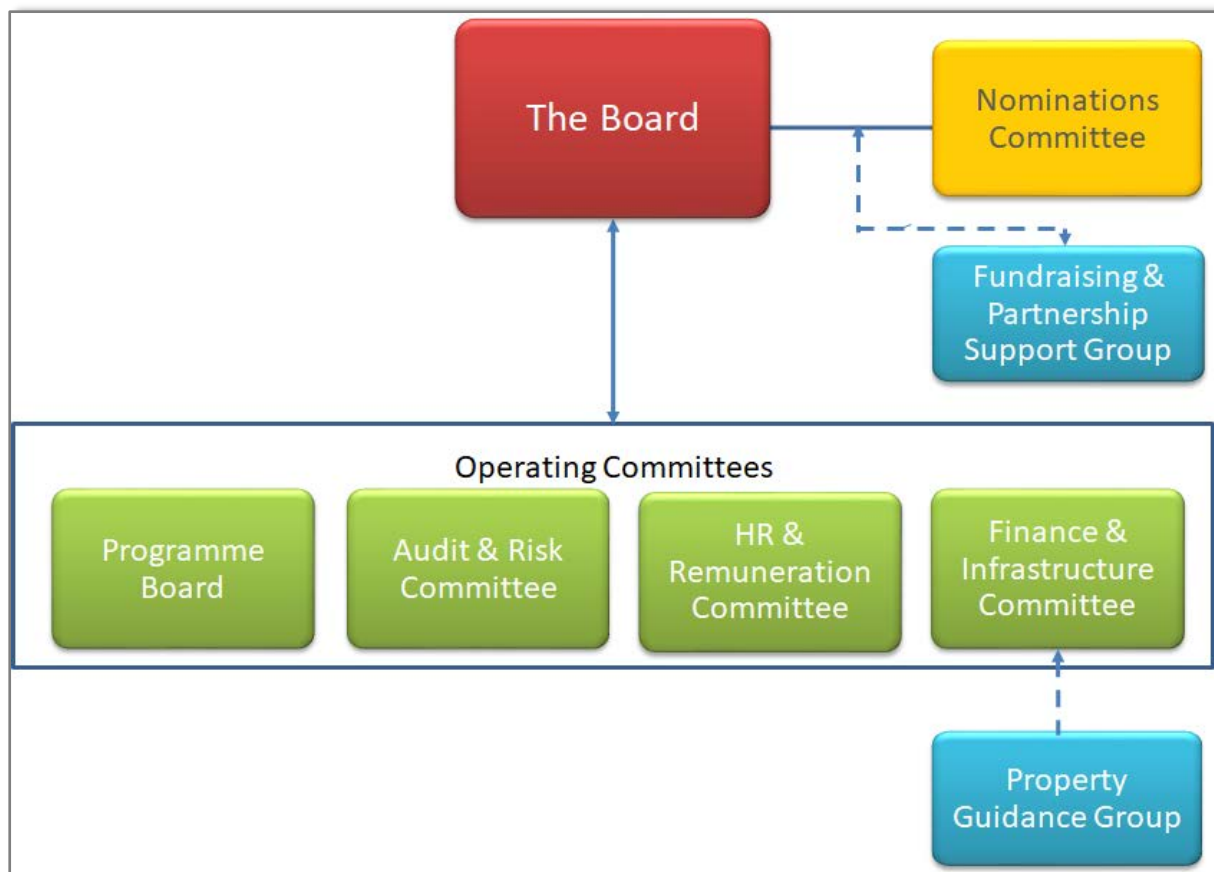 The Board
Nominations
Committee
Fundraising &
Partnership
Support Group
Operating Committees
Programme
Board
Audit & Risk
Committee
HR &
Remuneration
Committee
Finance &
Infrastructure
Committee
Property
Guidance Group